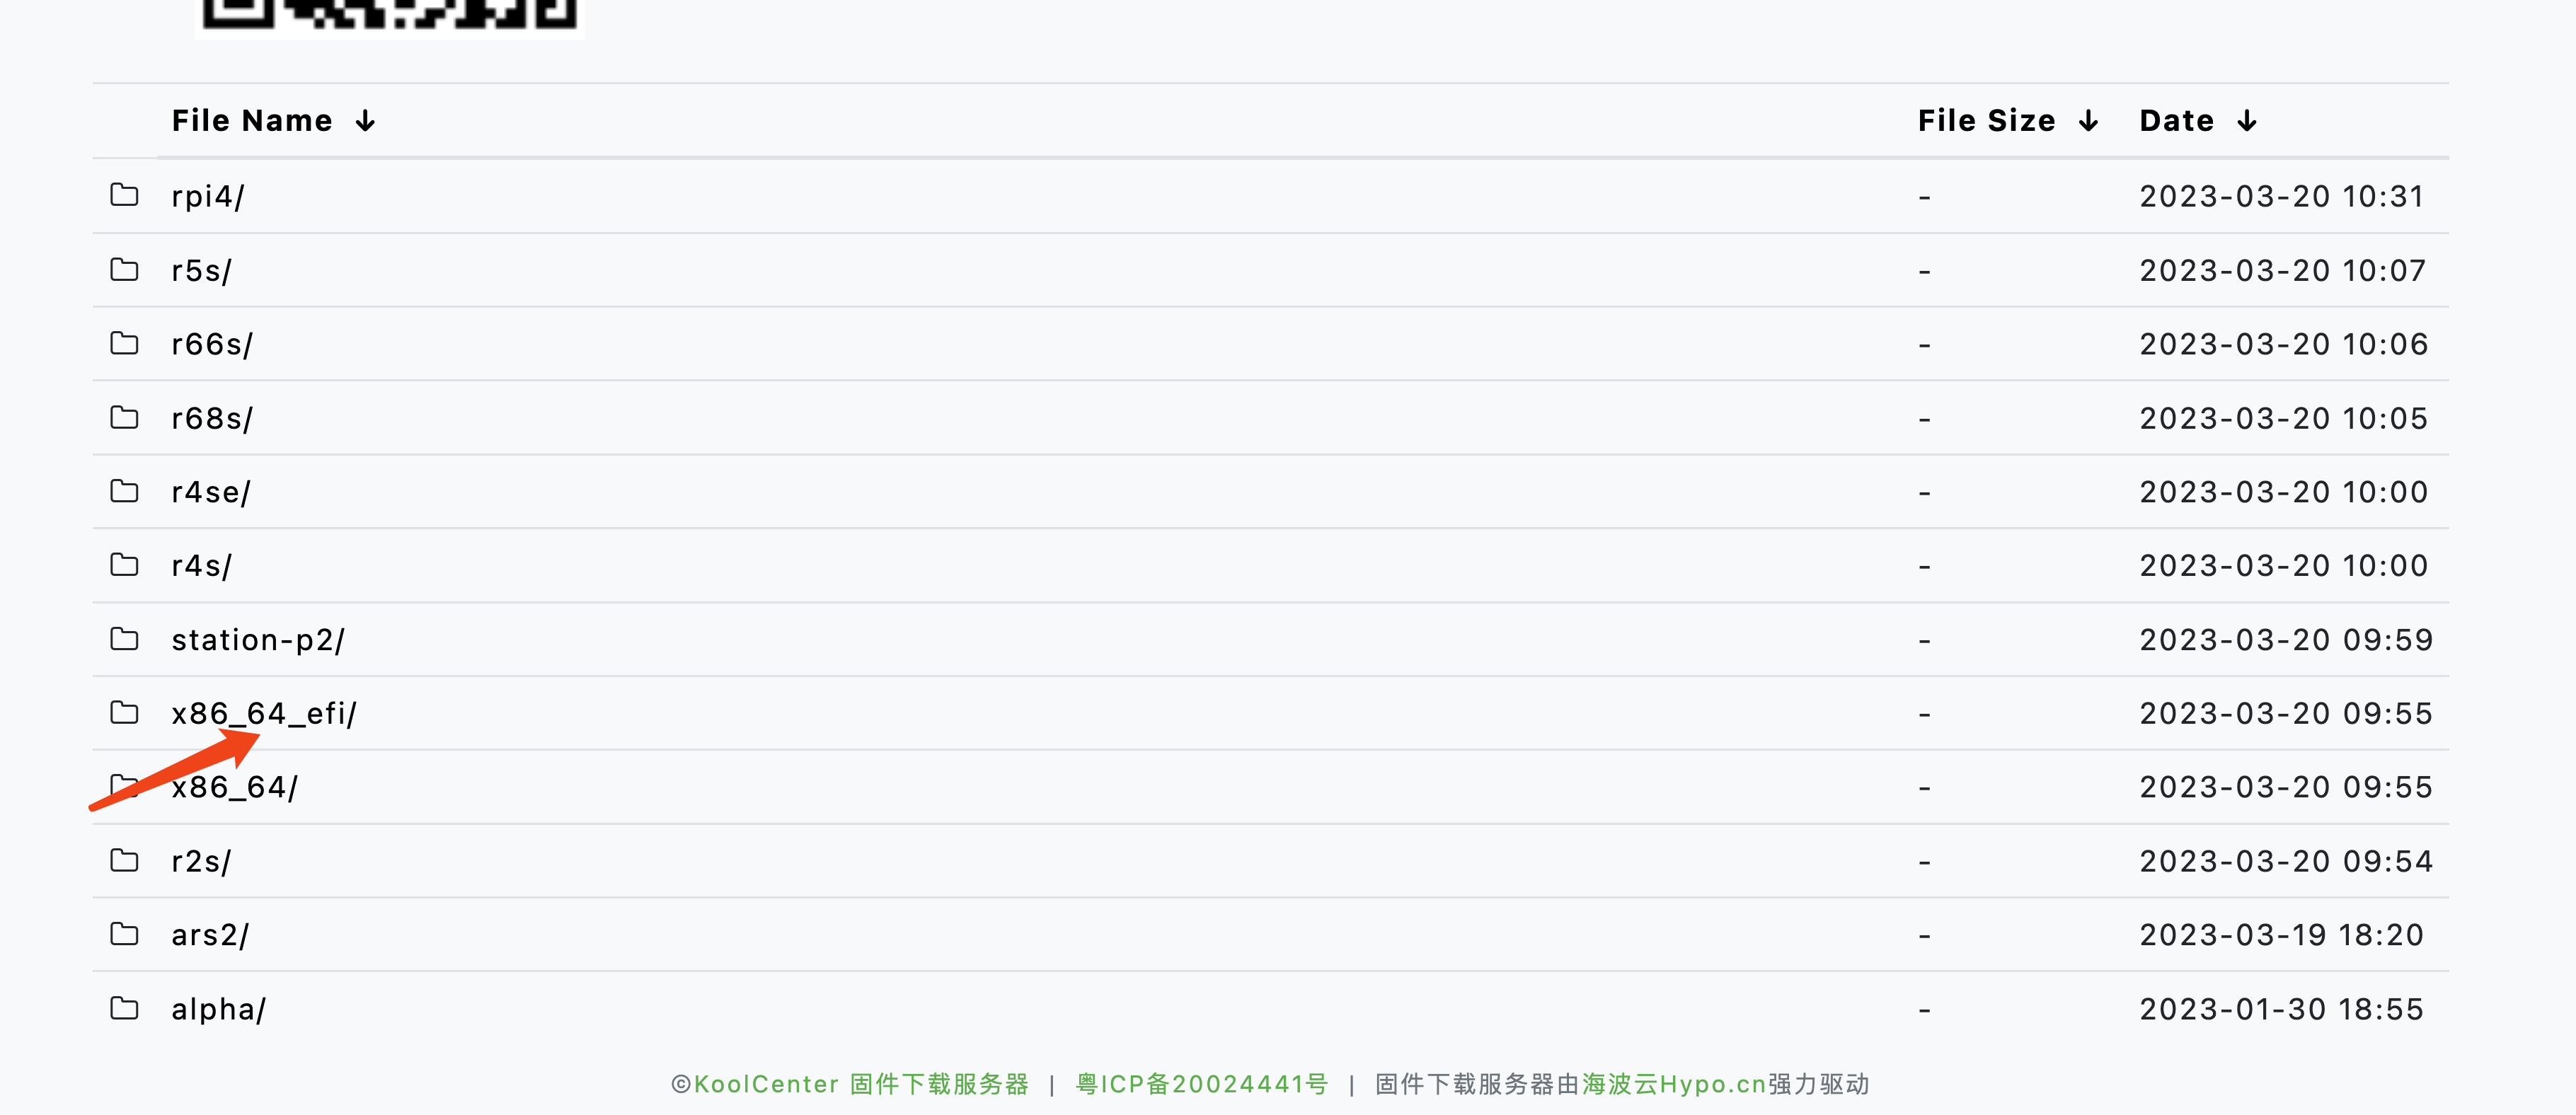 File Name ↓ File Size ↓ Date ↓
rpi4/ - 2023-03-20 10:31
r5s/ - 2023-03-20 10:07
r66s/ - 2023-03-20 10:06
r68s/ - 2023-03-20 10:05
r4se/ - 2023-03-20 10:00
r4s/ - 2023-03-20 10:00
station-p2/ - 2023-03-20 09:59
x86_64_efi/ - 2023-03-20 09:55
x86_64/ - 2023-03-20 09:55
r2s/ - 2023-03-20 09:54
ars2/ - 2023-03-19 18:20
alpha/ - 2023-01-30 18:55
©KoolCenter 固件下载服务器 | 粤ICP备20024441号 | 固件下载服务器由海波云Hypo.cn强力驱动